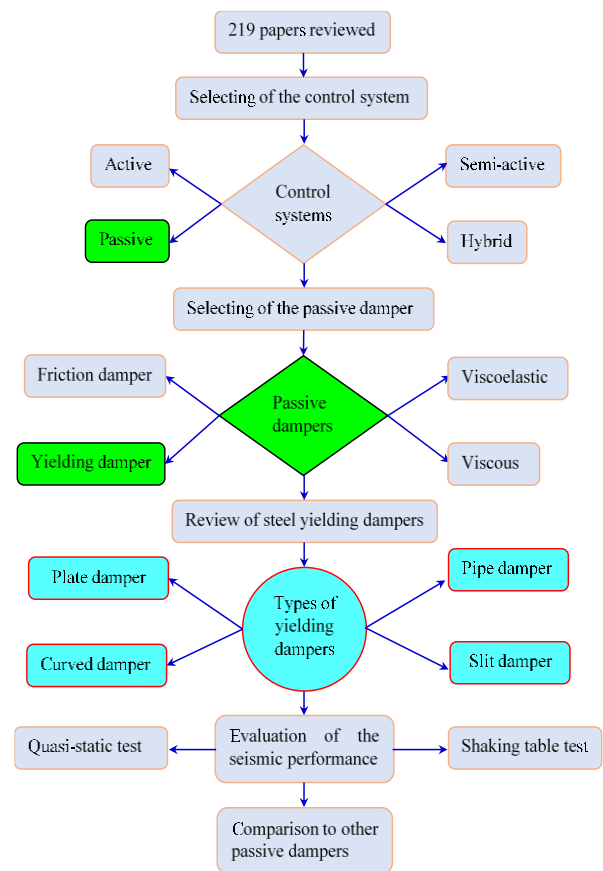 219 papers reviewed
Selecting of the control system
Active
Semi-active
Control
systems
Passive
Hybrid
Selecting of the passive damper
Friction damper
Viscoelastic
Passive
dampers
Yielding damper
Viscous
Review of steel yielding dampers
Plate damper
Pipe damper
Types of
yielding
dampers
Curved damper
Slit damper
Quasi-static test
Evaluation of the
seismic performance
Shaking table test
Comparison to other
passive dampers